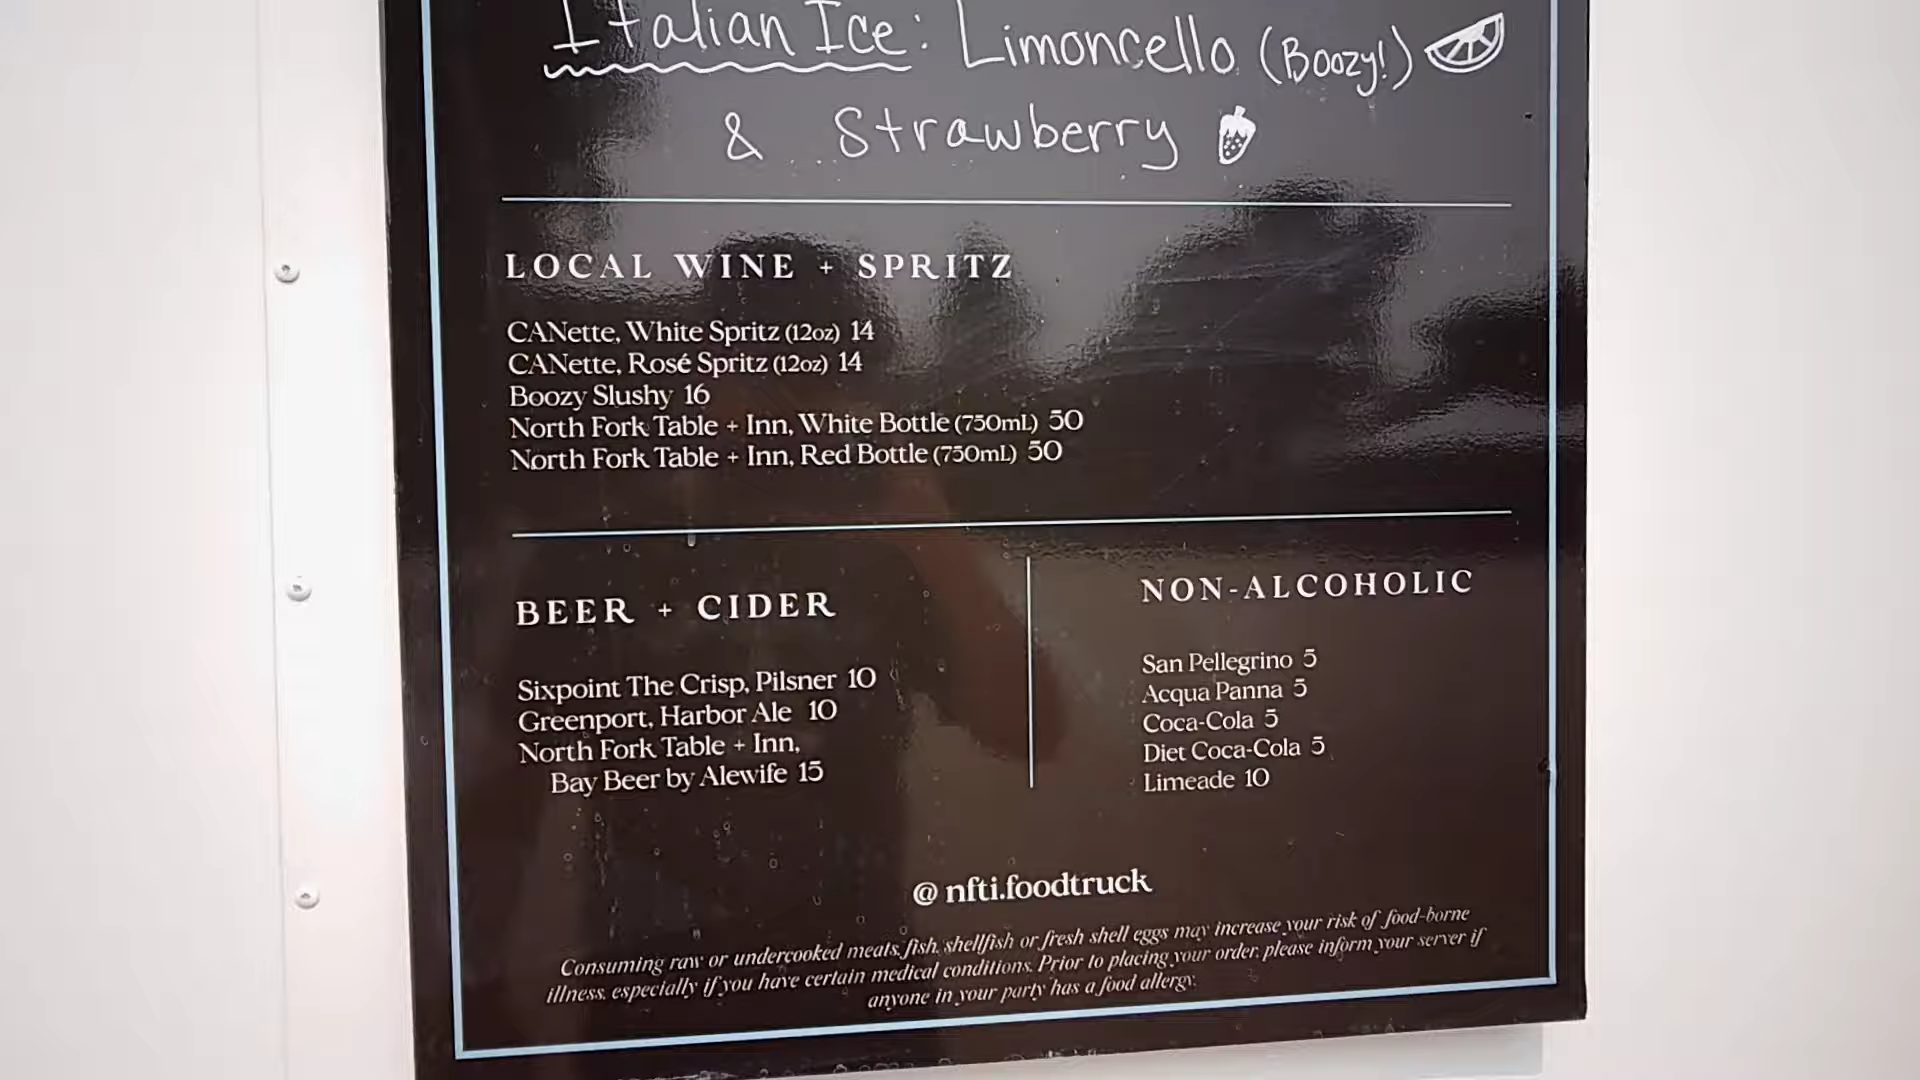 Italian Ice: Limoncello (Boozy!)
& Strawberry
LOCAL WINE + SPRITZ
CANette, White Spritz (12oz) 14
CANette, Rosé Spritz (12oz) 14
Boozy Slushy 16
North Fork Table + Inn, White Bottle (750mL) 50
North Fork Table + Inn, Red Bottle (750mL) 50
BEER + CIDER
Sixpoint The Crisp, Pilsner 10
Greenport, Harbor Ale 10
North Fork Table + Inn,
Bay Beer by Alewife 15
NON-ALCOHOLIC
San Pellegrino 5
Acqua Panna 5
Coca-Cola 5
Diet Coca-Cola 5
Limeade 10
@ nfti.foodtruck
Consuming raw or undercooked meats, fish, shellfish or fresh shell eggs may increase your risk of food-borne
illness, especially if you have certain medical conditions. Prior to placing your order, please inform your server if
anyone in your party has a food allergy.